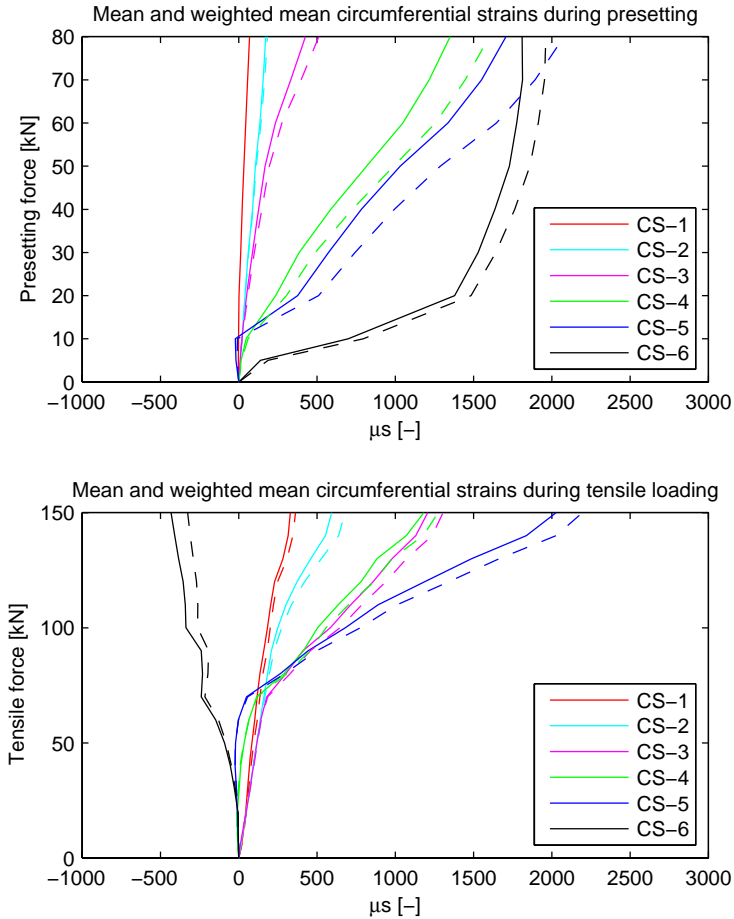 Mean and weighted mean circumferential strains during presetting
80
70
60
50
40
30
20
10
0
Presetting force [kN]
CS−1
CS−2
CS−3
CS−4
CS−5
CS−6
−1000 −500 0 500 1000 1500 2000 2500 3000
μs [−]
Mean and weighted mean circumferential strains during tensile loading
150
100
50
0
Tensile force [kN]
CS−1
CS−2
CS−3
CS−4
CS−5
CS−6
−1000 −500 0 500 1000 1500 2000 2500 3000
μs [−]